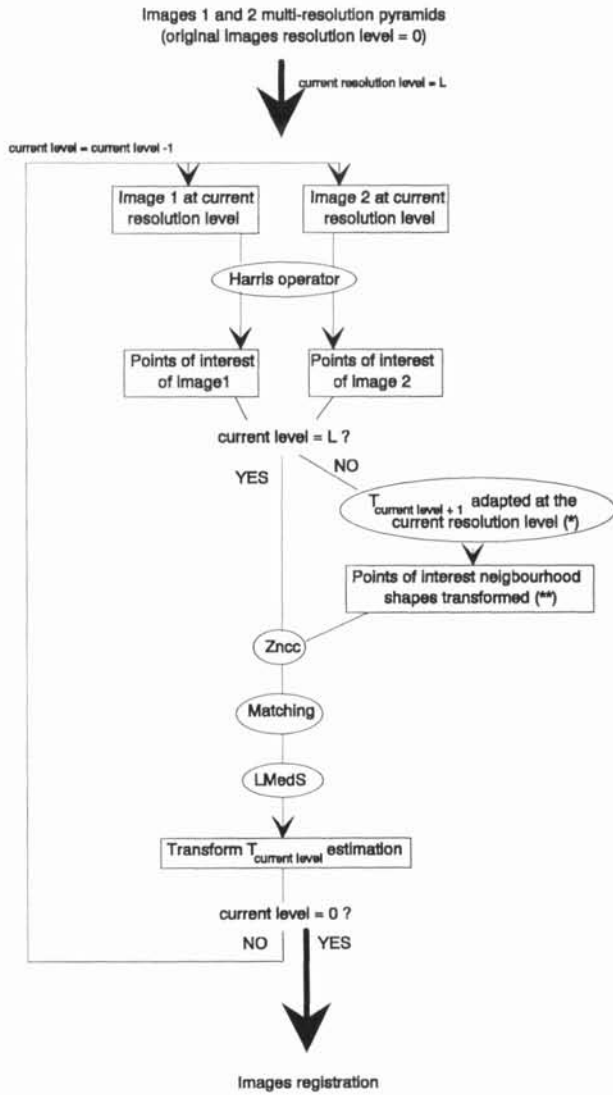 Images 1 and 2 multi-resolution pyramids
(original images resolution level = 0)
current resolution level = L
current level = current level -1
Image 1 at current
resolution level
Image 2 at current
resolution level
Harris operator
Points of interest
of image1
Points of interest
of image 2
current level = L ?
YES
NO
T current level + 1 adapted at the
current resolution level (*)
Points of interest neigbourhood
shapes transformed (**)
Zncc
Matching
LMedS
Transform T current level estimation
current level = 0 ?
NO
YES
Images registration